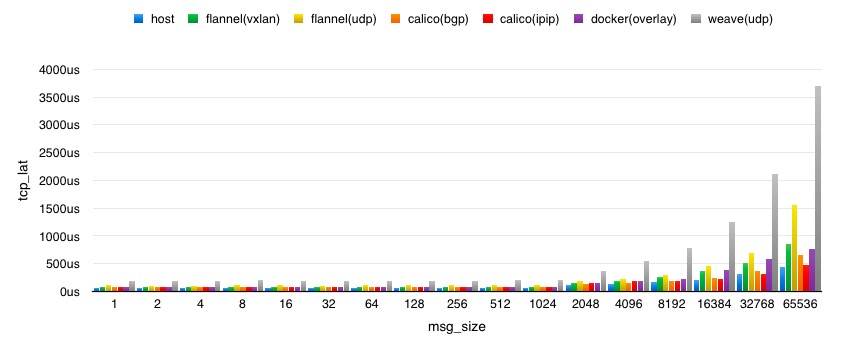 host flannel(vxlan) flannel(udp) calico(bgp) calico(ipip) docker(overlay) weave(udp)
4000us
3500us
3000us
2500us
2000us
1500us
1000us
500us
0us
tcp_lat
1 2 4 8 16 32 64 128 256 512 1024 2048 4096 8192 16384 32768 65536
msg_size